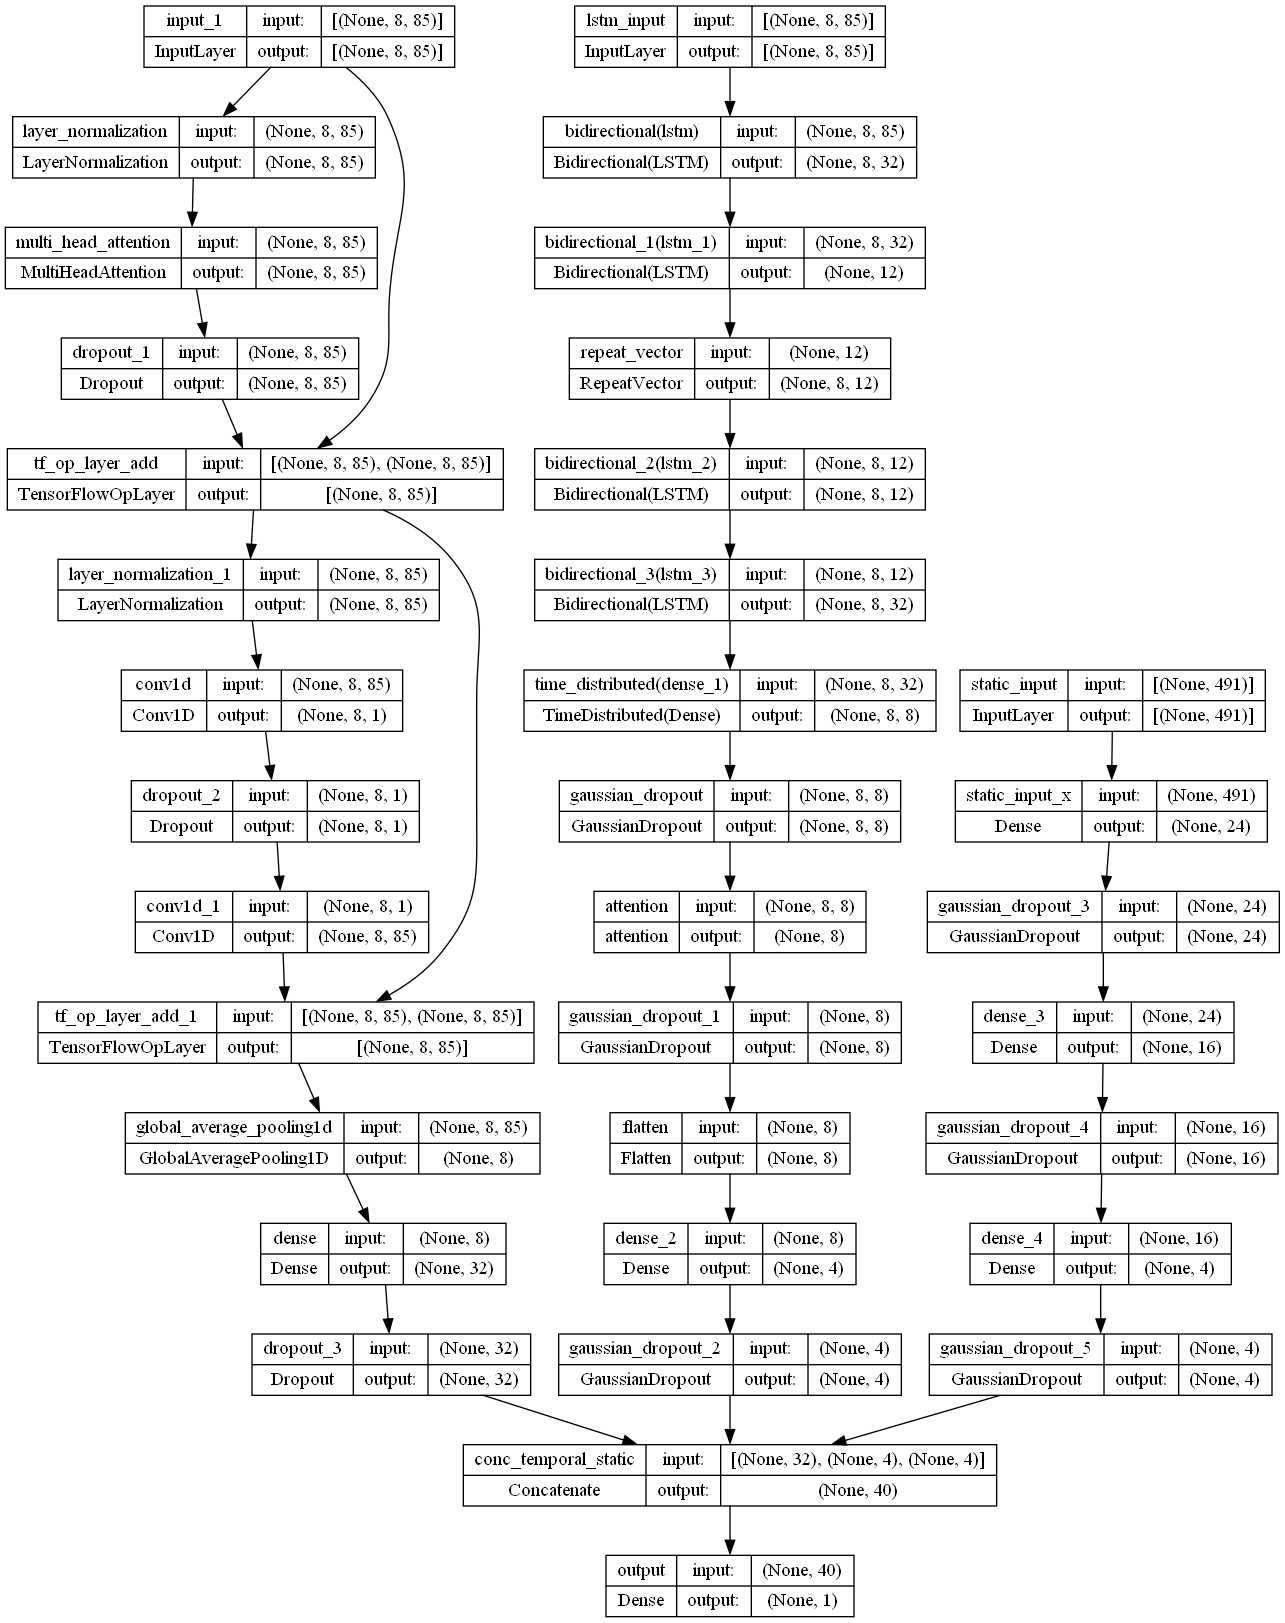 input_1 input: [(None, 8, 85)]
InputLayer output: [(None, 8, 85)]
lstm_input input: [(None, 8, 85)]
InputLayer output: [(None, 8, 85)]
layer_normalization input: (None, 8, 85)
LayerNormalization output: (None, 8, 85)
bidirectional(lstm) input: (None, 8, 85)
Bidirectional(LSTM) output: (None, 8, 32)
multi_head_attention input: (None, 8, 85)
MultiHeadAttention output: (None, 8, 85)
bidirectional_1(lstm_1) input: (None, 8, 32)
Bidirectional(LSTM) output: (None, 12)
dropout_1 input: (None, 8, 85)
Dropout output: (None, 8, 85)
repeat_vector input: (None, 12)
RepeatVector output: (None, 8, 12)
tf_op_layer_add input: [(None, 8, 85), (None, 8, 85)]
TensorFlowOpLayer output: [(None, 8, 85)]
bidirectional_2(lstm_2) input: (None, 8, 12)
Bidirectional(LSTM) output: (None, 8, 12)
layer_normalization_1 input: (None, 8, 85)
LayerNormalization output: (None, 8, 85)
bidirectional_3(lstm_3) input: (None, 8, 12)
Bidirectional(LSTM) output: (None, 8, 32)
conv1d input: (None, 8, 85)
Conv1D output: (None, 8, 1)
time_distributed(dense_1) input: (None, 8, 32)
TimeDistributed(Dense) output: (None, 8, 8)
static_input input: [(None, 491)]
InputLayer output: [(None, 491)]
dropout_2 input: (None, 8, 1)
Dropout output: (None, 8, 1)
gaussian_dropout input: (None, 8, 8)
GaussianDropout output: (None, 8, 8)
static_input_x input: (None, 491)
Dense output: (None, 24)
conv1d_1 input: (None, 8, 1)
Conv1D output: (None, 8, 85)
attention input: (None, 8, 8)
attention output: (None, 8)
gaussian_dropout_3 input: (None, 24)
GaussianDropout output: (None, 24)
tf_op_layer_add_1 input: [(None, 8, 85), (None, 8, 85)]
TensorFlowOpLayer output: [(None, 8, 85)]
gaussian_dropout_1 input: (None, 8)
GaussianDropout output: (None, 8)
dense_3 input: (None, 24)
Dense output: (None, 16)
global_average_pooling1d input: (None, 8, 85)
GlobalAveragePooling1D output: (None, 8)
flatten input: (None, 8)
Flatten output: (None, 8)
gaussian_dropout_4 input: (None, 16)
GaussianDropout output: (None, 16)
dense input: (None, 8)
Dense output: (None, 32)
dense_2 input: (None, 8)
Dense output: (None, 4)
dense_4 input: (None, 16)
Dense output: (None, 4)
dropout_3 input: (None, 32)
Dropout output: (None, 32)
gaussian_dropout_2 input: (None, 4)
GaussianDropout output: (None, 4)
gaussian_dropout_5 input: (None, 4)
GaussianDropout output: (None, 4)
conc_temporal_static input: [(None, 32), (None, 4), (None, 4)]
Concatenate output: (None, 40)
output input: (None, 40)
Dense output: (None, 1)